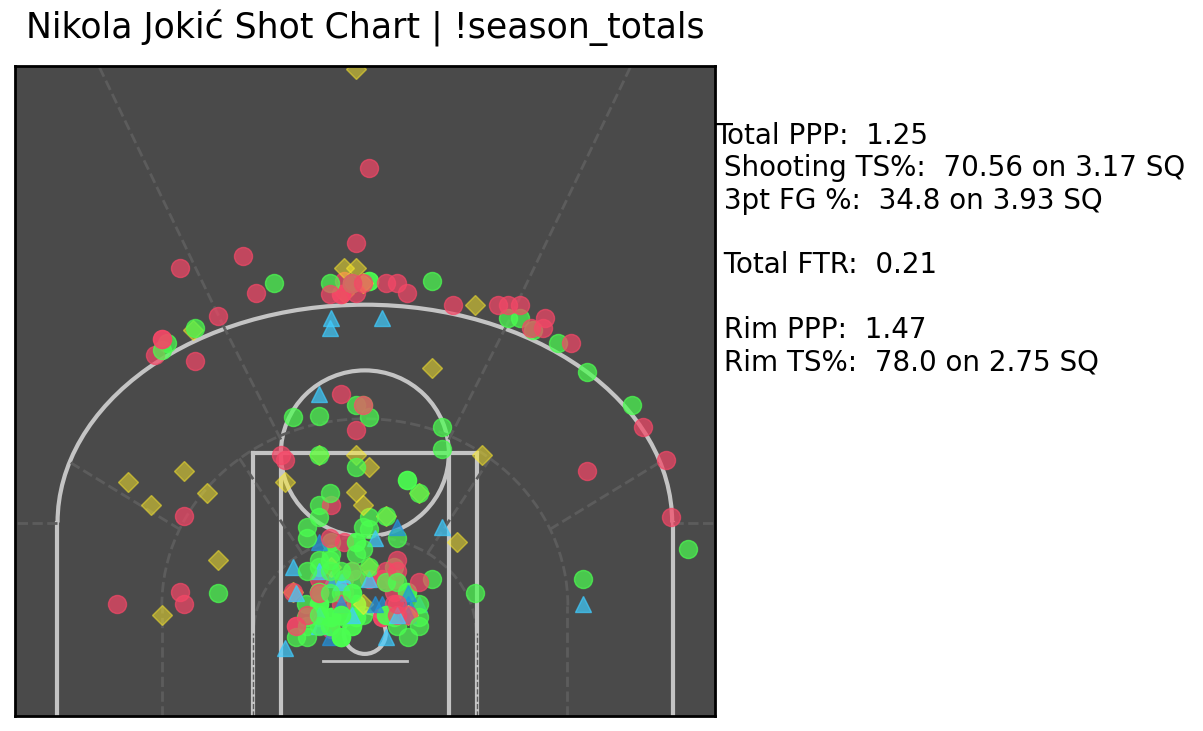 Nikola Jokić Shot Chart | !season_totals
Total PPP: 1.25
Shooting TS%: 70.56 on 3.17 SQ
3pt FG %: 34.8 on 3.93 SQ
Total FTR: 0.21
Rim PPP: 1.47
Rim TS%: 78.0 on 2.75 SQ